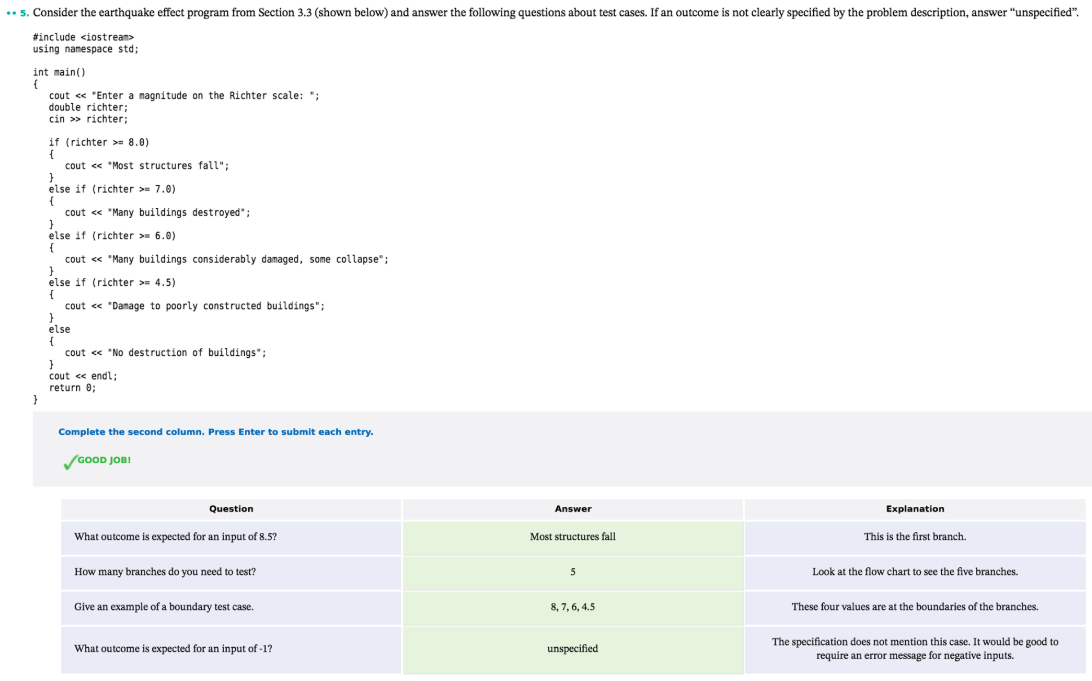 •• 5. Consider the earthquake effect program from Section 3.3 (shown below) and answer the following questions about test cases. If an outcome is not clearly specified by the problem description, answer “unspecified”.
#include <iostream>
using namespace std;
int main()
{
   cout << "Enter a magnitude on the Richter scale: ";
   double richter;
   cin >> richter;
   if (richter >= 8.0)
   {
      cout << "Most structures fall";
   }
   else if (richter >= 7.0)
   {
      cout << "Many buildings destroyed";
   }
   else if (richter >= 6.0)
   {
      cout << "Many buildings considerably damaged, some collapse";
   }
   else if (richter >= 4.5)
   {
      cout << "Damage to poorly constructed buildings";
   }
   else
   {
      cout << "No destruction of buildings";
   }
   cout << endl;
   return 0;
}
Complete the second column. Press Enter to submit each entry.
GOOD JOB!
Question Answer Explanation
What outcome is expected for an input of 8.5? Most structures fall This is the first branch.
How many branches do you need to test? 5 Look at the flow chart to see the five branches.
Give an example of a boundary test case. 8, 7, 6, 4.5 These four values are at the boundaries of the branches.
What outcome is expected for an input of -1? unspecified The specification does not mention this case. It would be good to
require an error message for negative inputs.